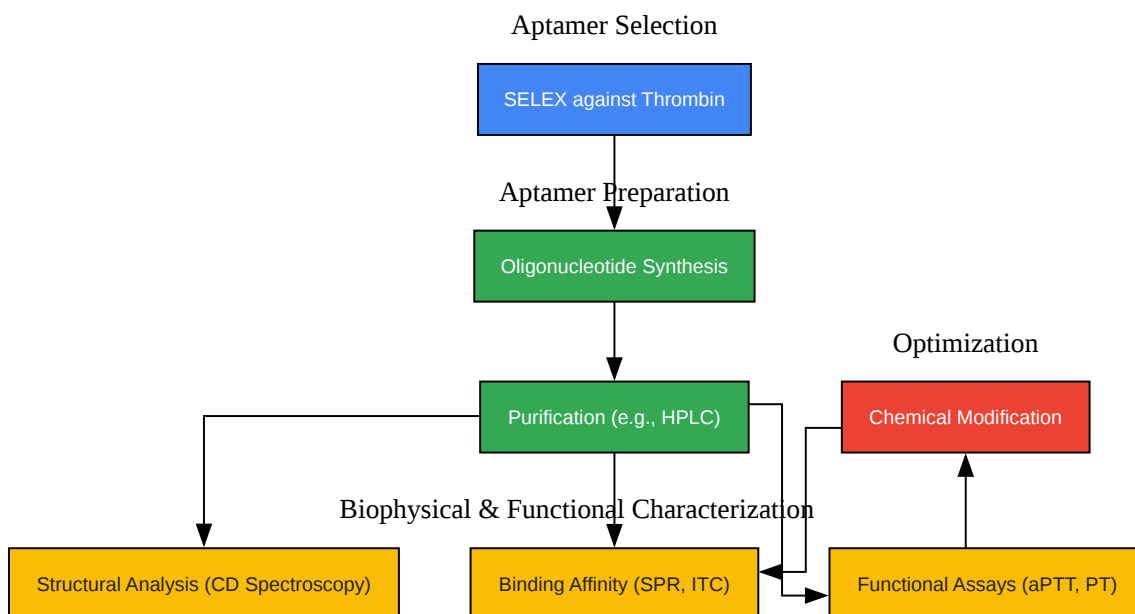 Aptamer Selection
SELEX against Thrombin
Aptamer Preparation
Oligonucleotide Synthesis
Optimization
Purification (e.g., HPLC)
Chemical Modification
Biophysical & Functional Characterization
Structural Analysis (CD Spectroscopy)
Binding Affinity (SPR, ITC)
Functional Assays (aPTT, PT)